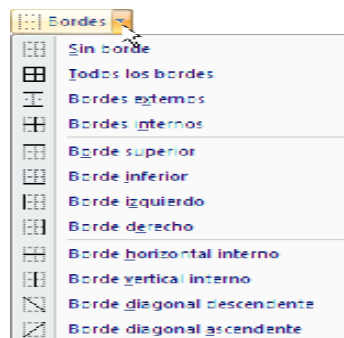 Bordes
Sin borde
Todos los bordes
Bordes externos
Bordes internos
Borde superior
Borde inferior
Borde izquierdo
Borde derecho
Borde horizontal interno
Borde vertical interno
Borde diagonal descendente
Borde diagonal ascendente